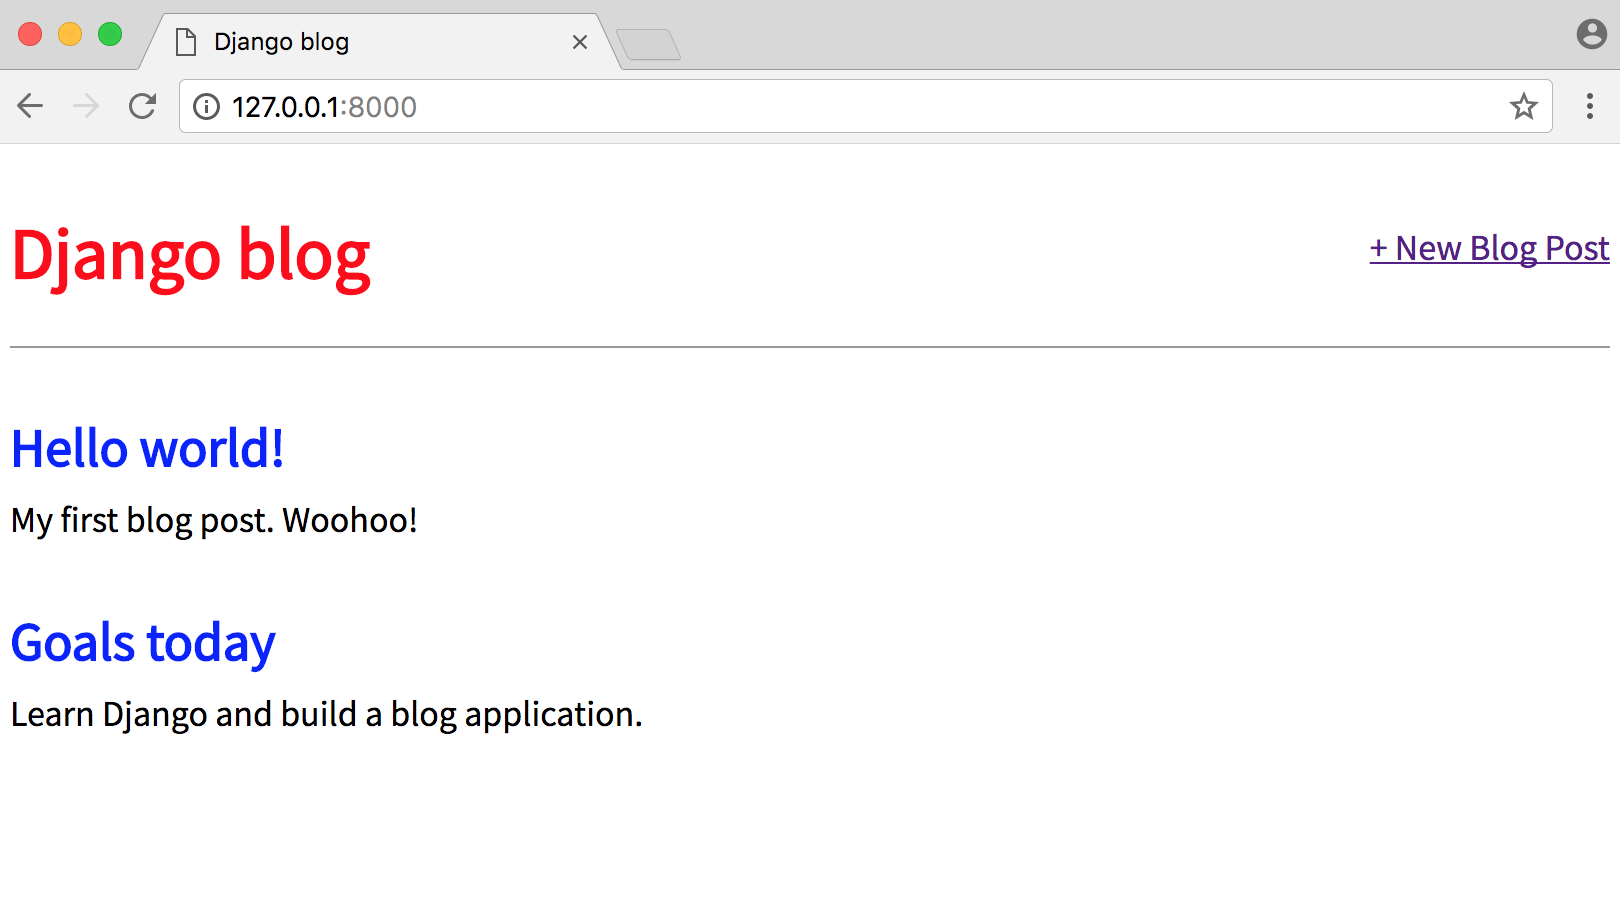 Django blog
127.0.0.1:8000
Django blog
+ New Blog Post
Hello world!
My first blog post. Woohoo!
Goals today
Learn Django and build a blog application.